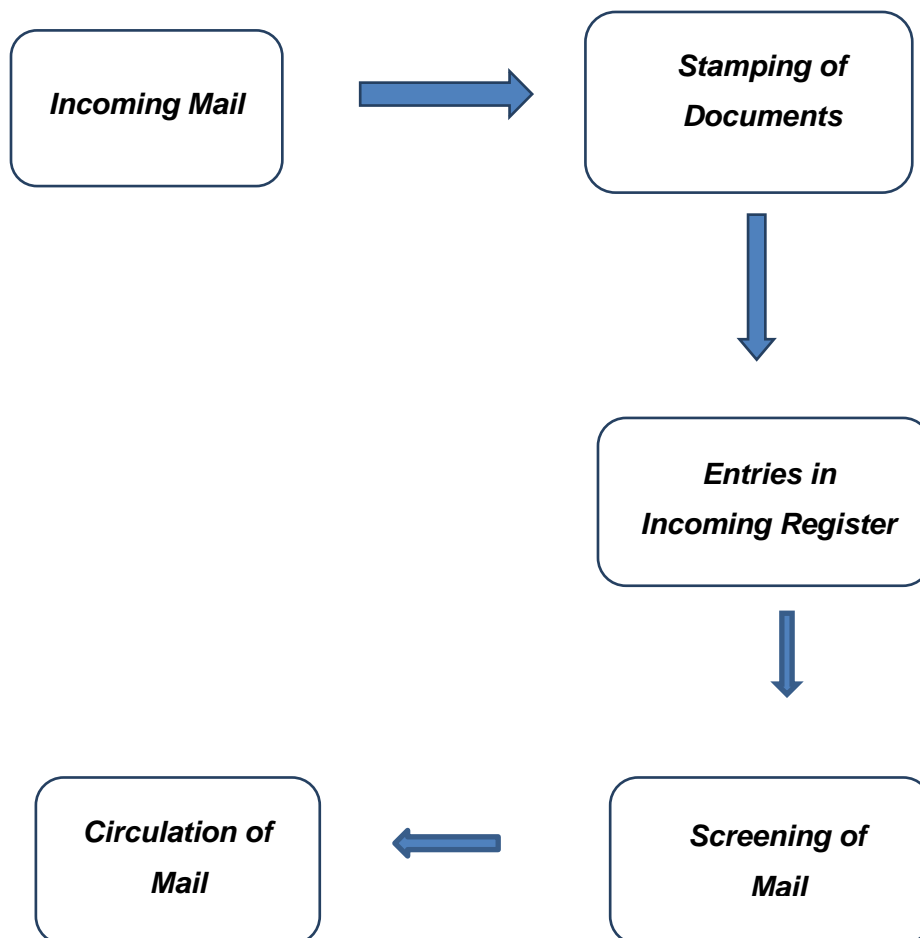 Incoming Mail
Stamping of
Documents
Entries in
Incoming Register
Screening of
Mail
Circulation of
Mail